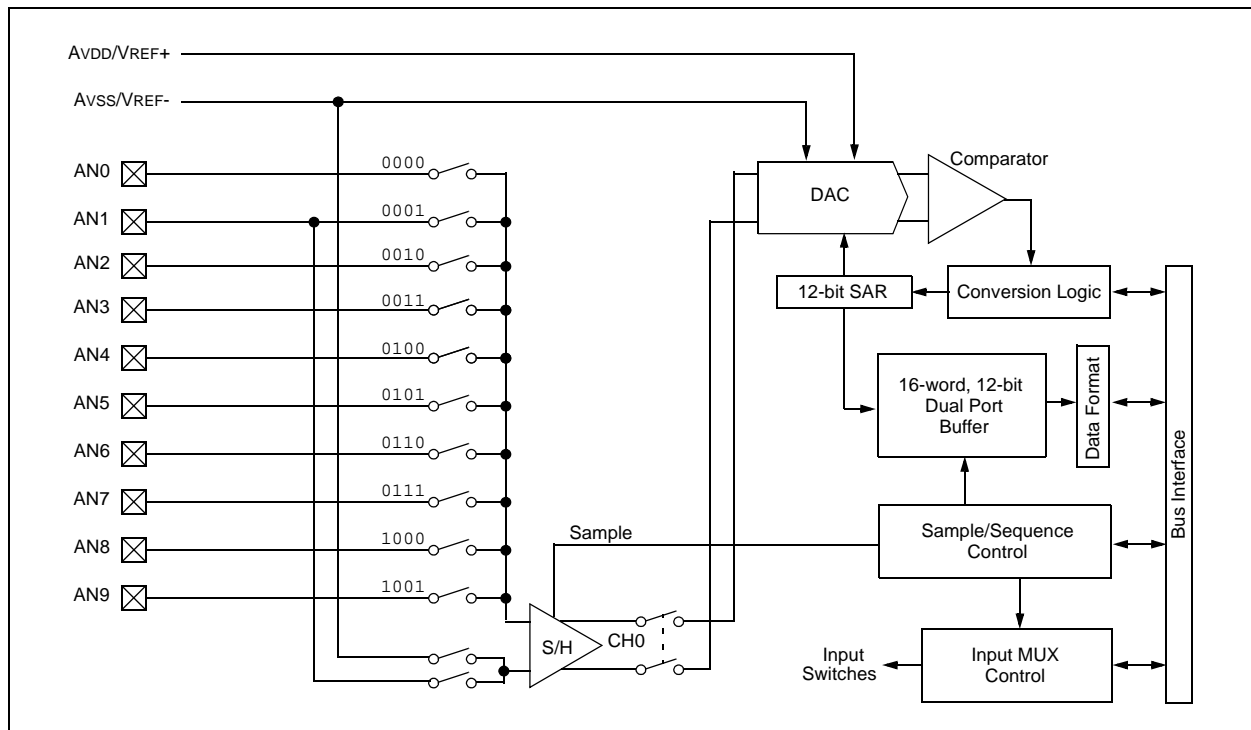 AVDD/VREF+
AVSS/VREF-
AN0
0000
AN1
0001
AN2
0010
AN3
0011
AN4
0100
AN5
0101
AN6
0110
AN7
0111
AN8
1000
AN9
1001
S/H
CH0
Sample
DAC
Comparator
12-bit SAR
Conversion Logic
16-word, 12-bit
Dual Port
Buffer
Data Format
Bus Interface
Sample/Sequence
Control
Input
Switches
Input MUX
Control